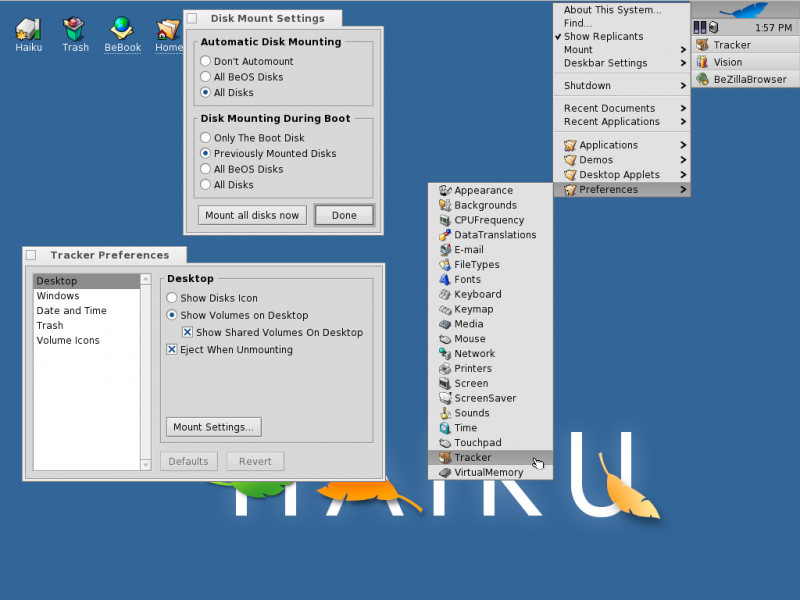 Haiku
Trash
BeBook
Home
Disk Mount Settings
Automatic Disk Mounting
Don't Automount
All BeOS Disks
All Disks
Disk Mounting During Boot
Only The Boot Disk
Previously Mounted Disks
All BeOS Disks
All Disks
Mount all disks now
Done
About This System...
Find...
Show Replicants
Mount
Deskbar Settings
Shutdown
Recent Documents
Recent Applications
Applications
Demos
Desktop Applets
Preferences
1:57 PM
Tracker
Vision
BeZillaBrowser
Appearance
Backgrounds
CPUFrequency
DataTranslations
E-mail
FileTypes
Fonts
Keyboard
Keymap
Media
Mouse
Network
Printers
Screen
ScreenSaver
Sounds
Time
Touchpad
Tracker
VirtualMemory
Tracker Preferences
Desktop
Windows
Date and Time
Trash
Volume Icons
Desktop
Show Disks Icon
Show Volumes on Desktop
Show Shared Volumes On Desktop
Eject When Unmounting
Mount Settings...
Defaults
Revert
HAIKU